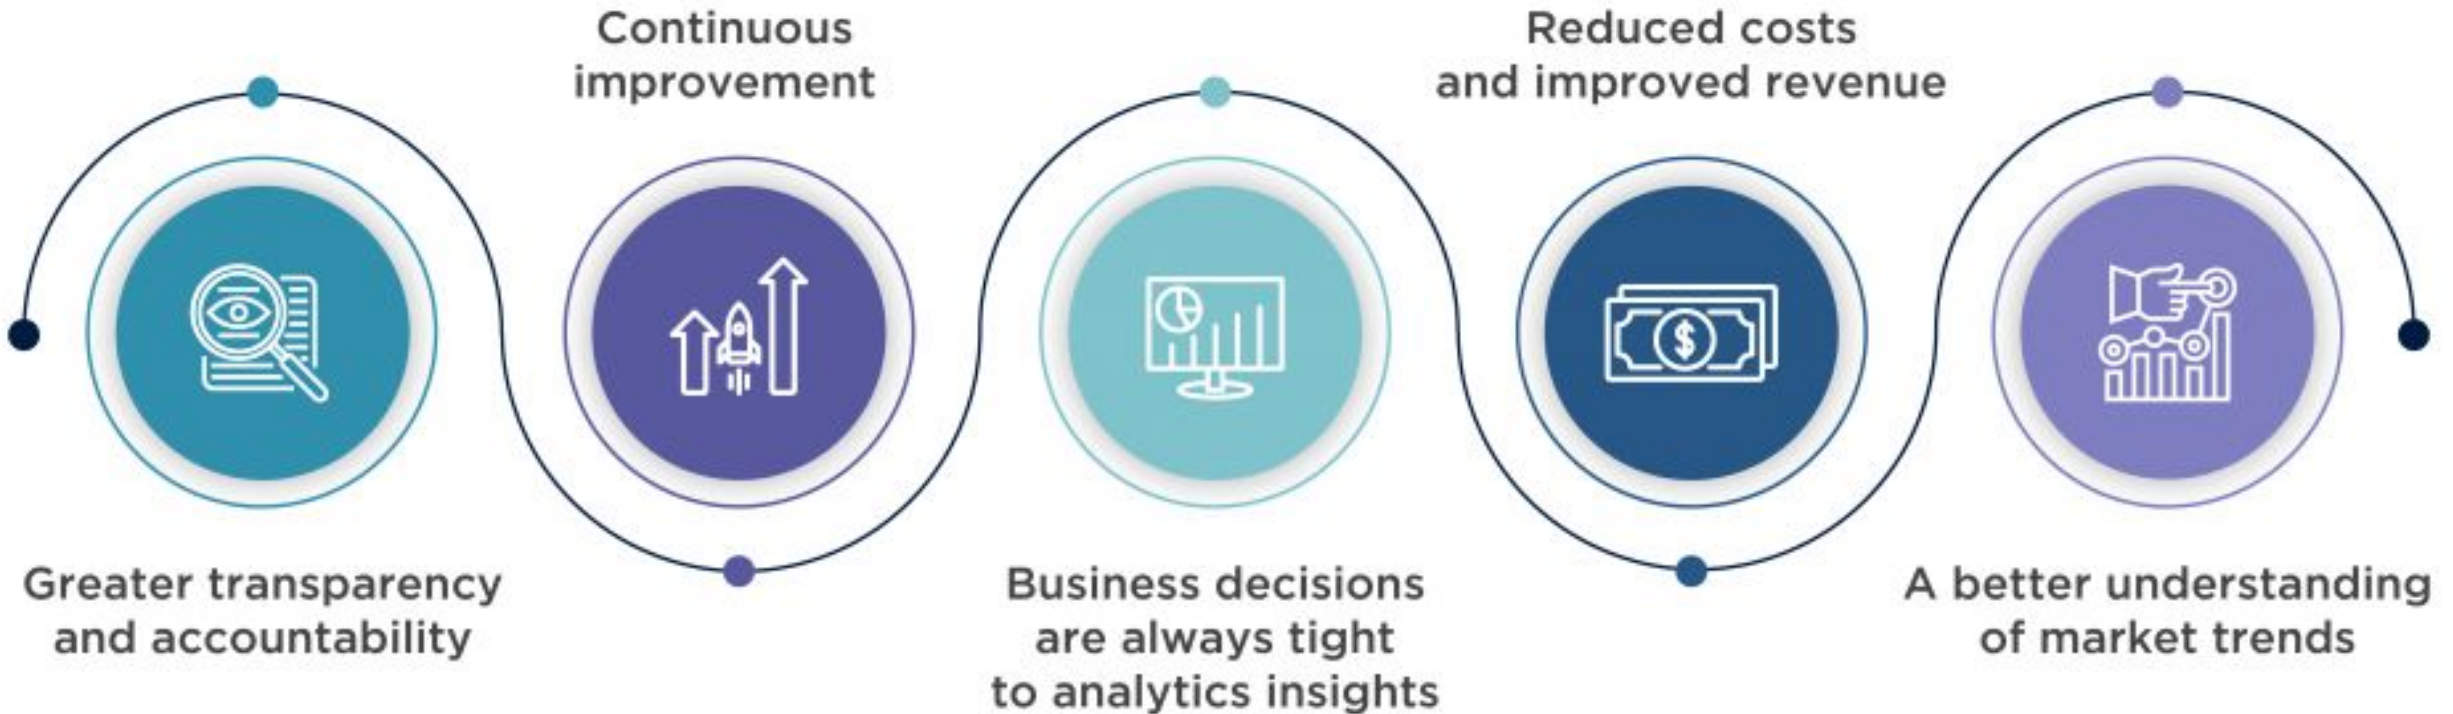 Greater transparency
and accountability
Continuous
improvement
Business decisions
are always tight
to analytics insights
Reduced costs
and improved revenue
A better understanding
of market trends